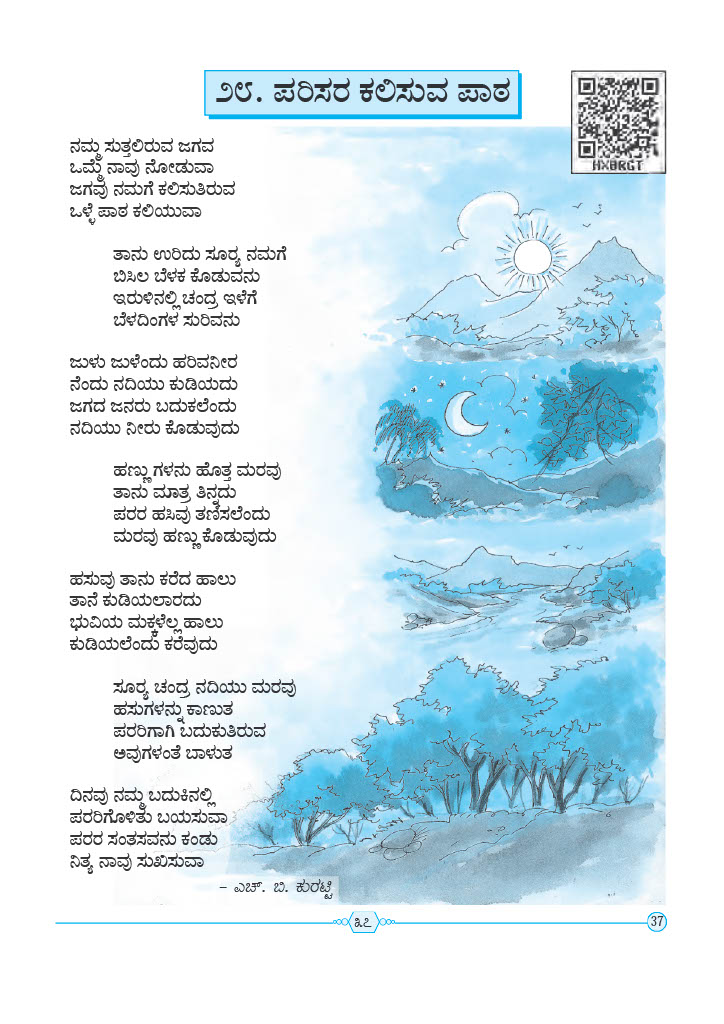 ೨೮. ಪರಿಸರ ಕಲಿಸುವ ಪಾಠ
HX8RGT
ನಮ್ಮ ಸುತ್ತಲಿರುವ ಜಗವ
ಒಮ್ಮೆ ನಾವು ನೋಡುವಾ
ಜಗವು ನಮಗೆ ಕಲಿಸುತಿರುವ
ಒಳ್ಳೆ ಪಾಠ ಕಲಿಯುವಾ
ತಾನು ಉರಿದು ಸೂರ್‍ಯ ನಮಗೆ
ಬಿಸಿಲ ಬೆಳಕ ಕೊಡುವನು
ಇರುಳಿನಲ್ಲಿ ಚಂದ್ರ ಇಳೆಗೆ
ಬೆಳದಿಂಗಳ ಸುರಿವನು
ಜುಳು ಜುಳೆಂದು ಹರಿವನೀರ
ನೆಂದು ನದಿಯು ಕುಡಿಯದು
ಜಗದ ಜನರು ಬದುಕಲೆಂದು
ನದಿಯು ನೀರು ಕೊಡುವುದು
ಹಣ್ಣು ಗಳನು ಹೊತ್ತ ಮರವು
ತಾನು ಮಾತ್ರ ತಿನ್ನದು
ಪರರ ಹಸಿವು ತಣಿಸಲೆಂದು
ಮರವು ಹಣ್ಣು ಕೊಡುವುದು
ಹಸುವು ತಾನು ಕರೆದ ಹಾಲು
ತಾನೆ ಕುಡಿಯಲಾರದು
ಭುವಿಯ ಮಕ್ಕಳೆಲ್ಲ ಹಾಲು
ಕುಡಿಯಲೆಂದು ಕರೆವುದು
ಸೂರ್‍ಯ ಚಂದ್ರ ನದಿಯು ಮರವು
ಹಸುಗಳನ್ನು ಕಾಣುತ
ಪರರಿಗಾಗಿ ಬದುಕುತಿರುವ
ಅವುಗಳಂತೆ ಬಾಳುತ
ದಿನವು ನಮ್ಮ ಬದುಕಿನಲ್ಲಿ
ಪರರಿಗೊಳಿತು ಬಯಸುವಾ
ಪರರ ಸಂತಸವನು ಕಂಡು
ನಿತ್ಯ ನಾವು ಸುಖಿಸುವಾ
– ಎಚ್. ಬಿ. ಕುರಟ್ಟಿ
೩೭
37